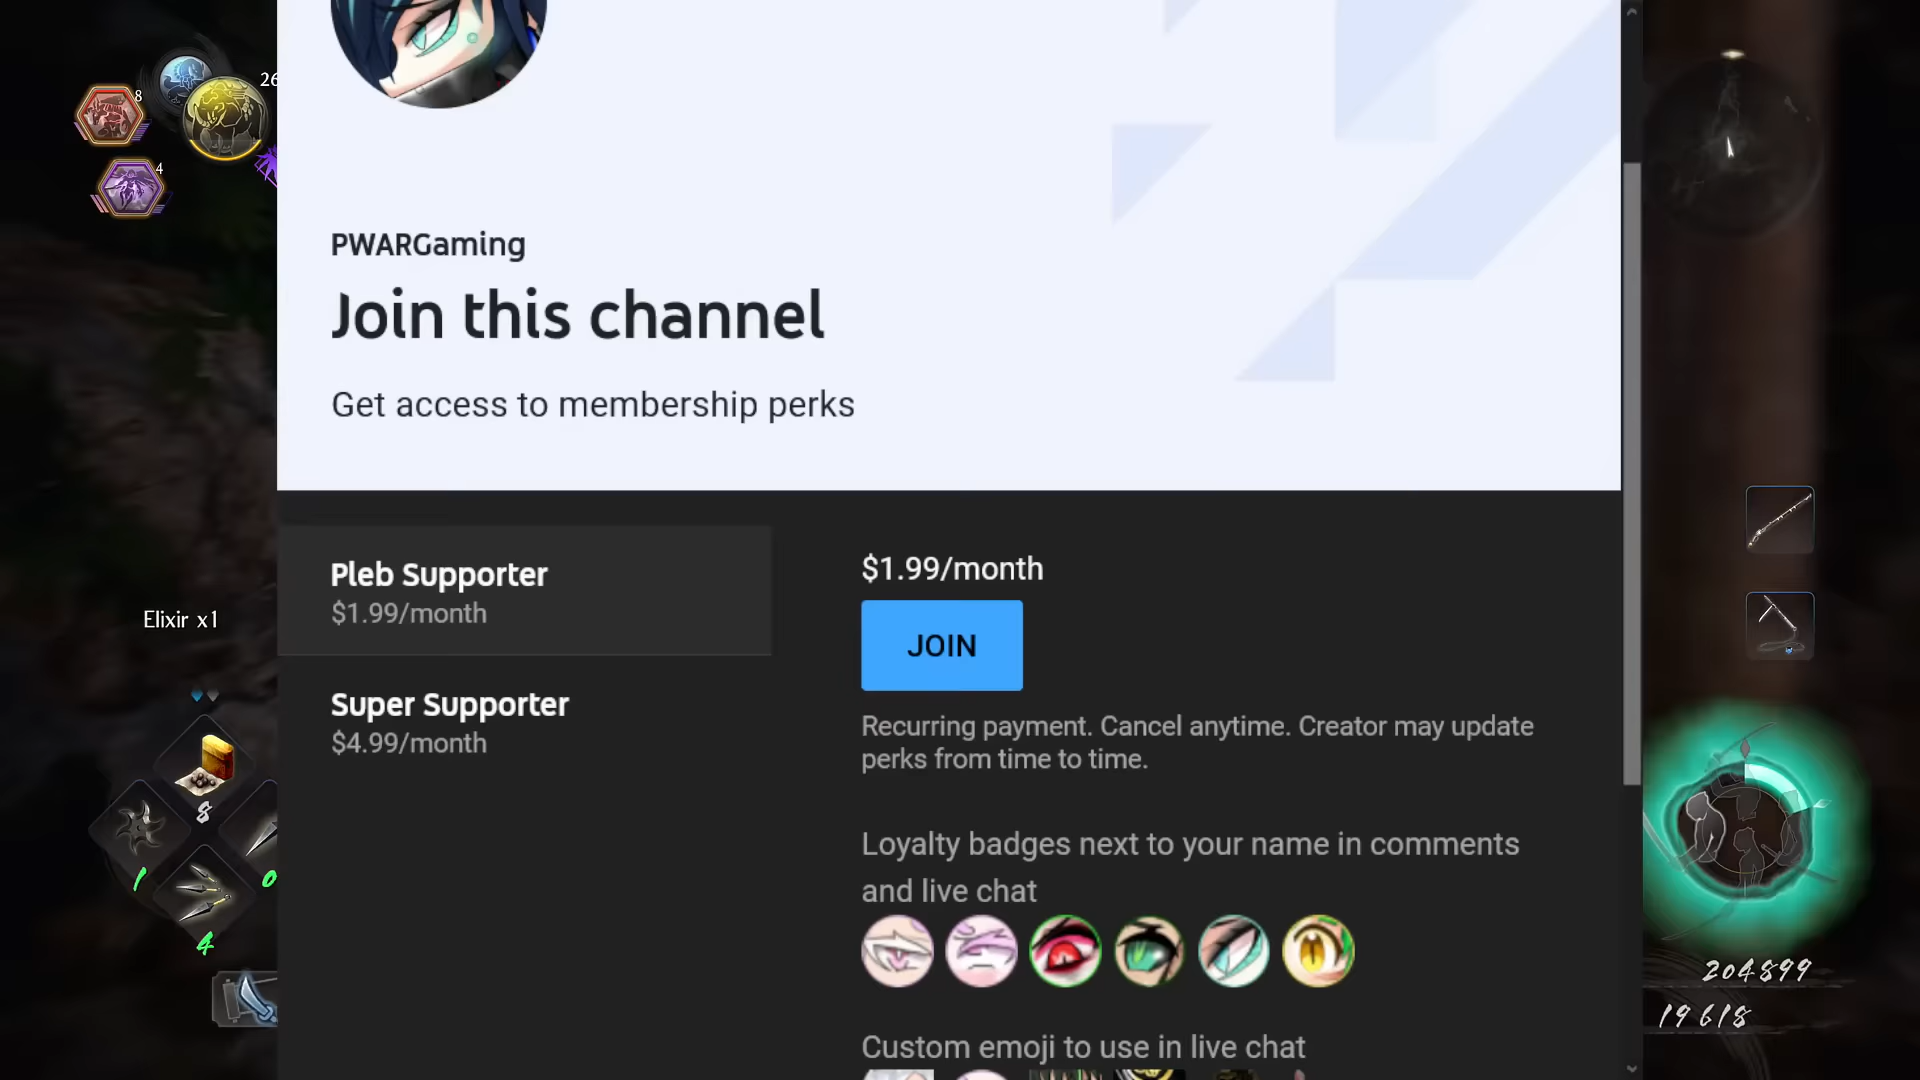 8
26
4
PWARGaming
Join this channel
Get access to membership perks
Pleb Supporter
$1.99/month
Super Supporter
$4.99/month
$1.99/month
JOIN
Recurring payment. Cancel anytime. Creator may update
perks from time to time.
Loyalty badges next to your name in comments
and live chat
Custom emoji to use in live chat
Elixir x1
8
1
0
4
204899
19618